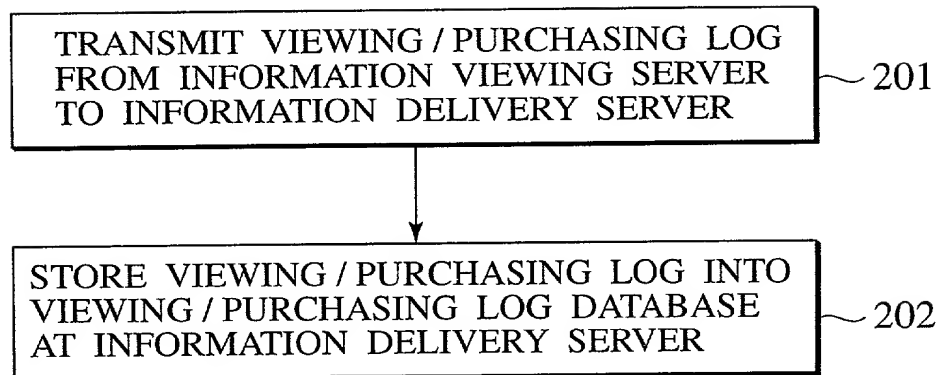 TRANSMIT VIEWING / PURCHASING LOG
FROM INFORMATION VIEWING SERVER
TO INFORMATION DELIVERY SERVER
201
STORE VIEWING / PURCHASING LOG INTO
VIEWING / PURCHASING LOG DATABASE
AT INFORMATION DELIVERY SERVER
202